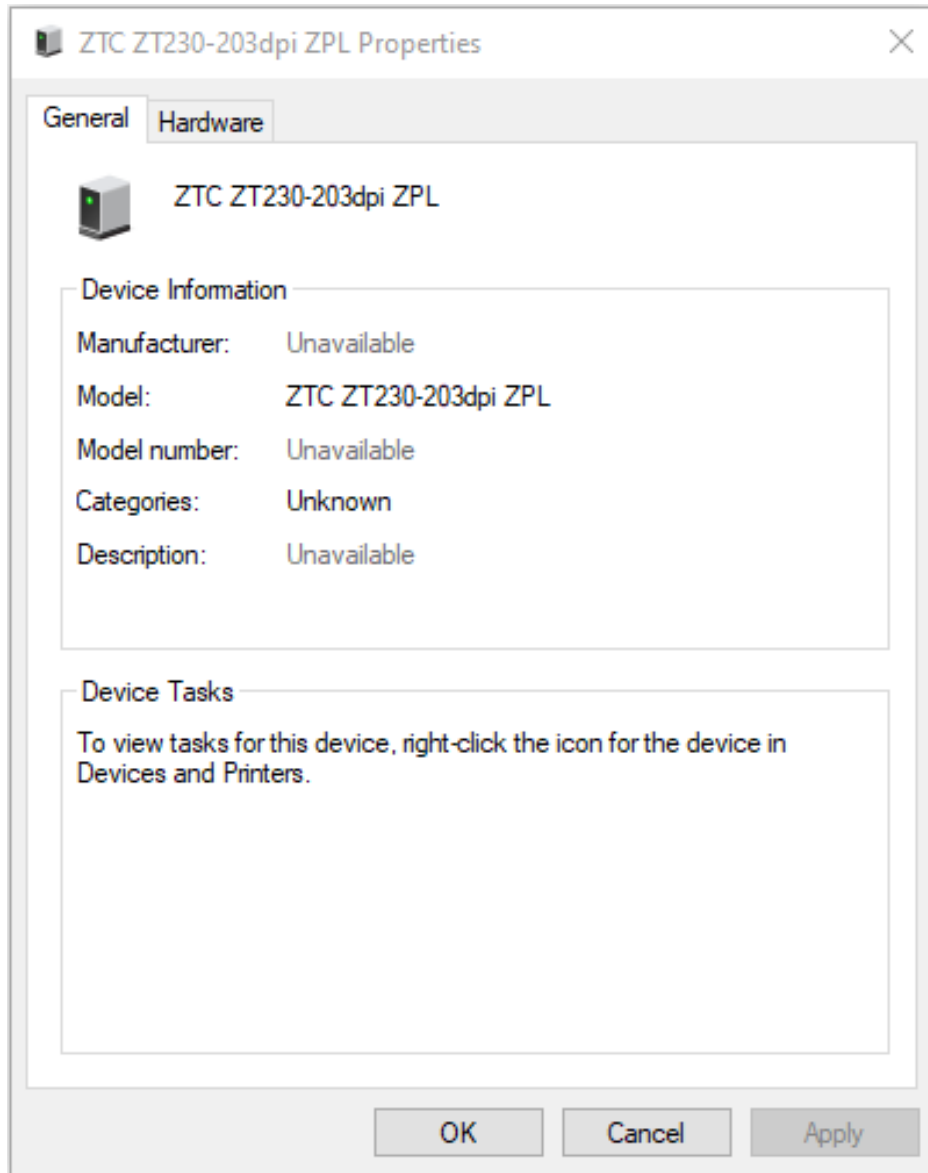 ZTC ZT230-203dpi ZPL Properties
General Hardware
ZTC ZT230-203dpi ZPL
Device Information
Manufacturer: Unavailable
Model: ZTC ZT230-203dpi ZPL
Model number: Unavailable
Categories: Unknown
Description: Unavailable
Device Tasks
To view tasks for this device, right-click the icon for the device in
Devices and Printers.
OK Cancel Apply